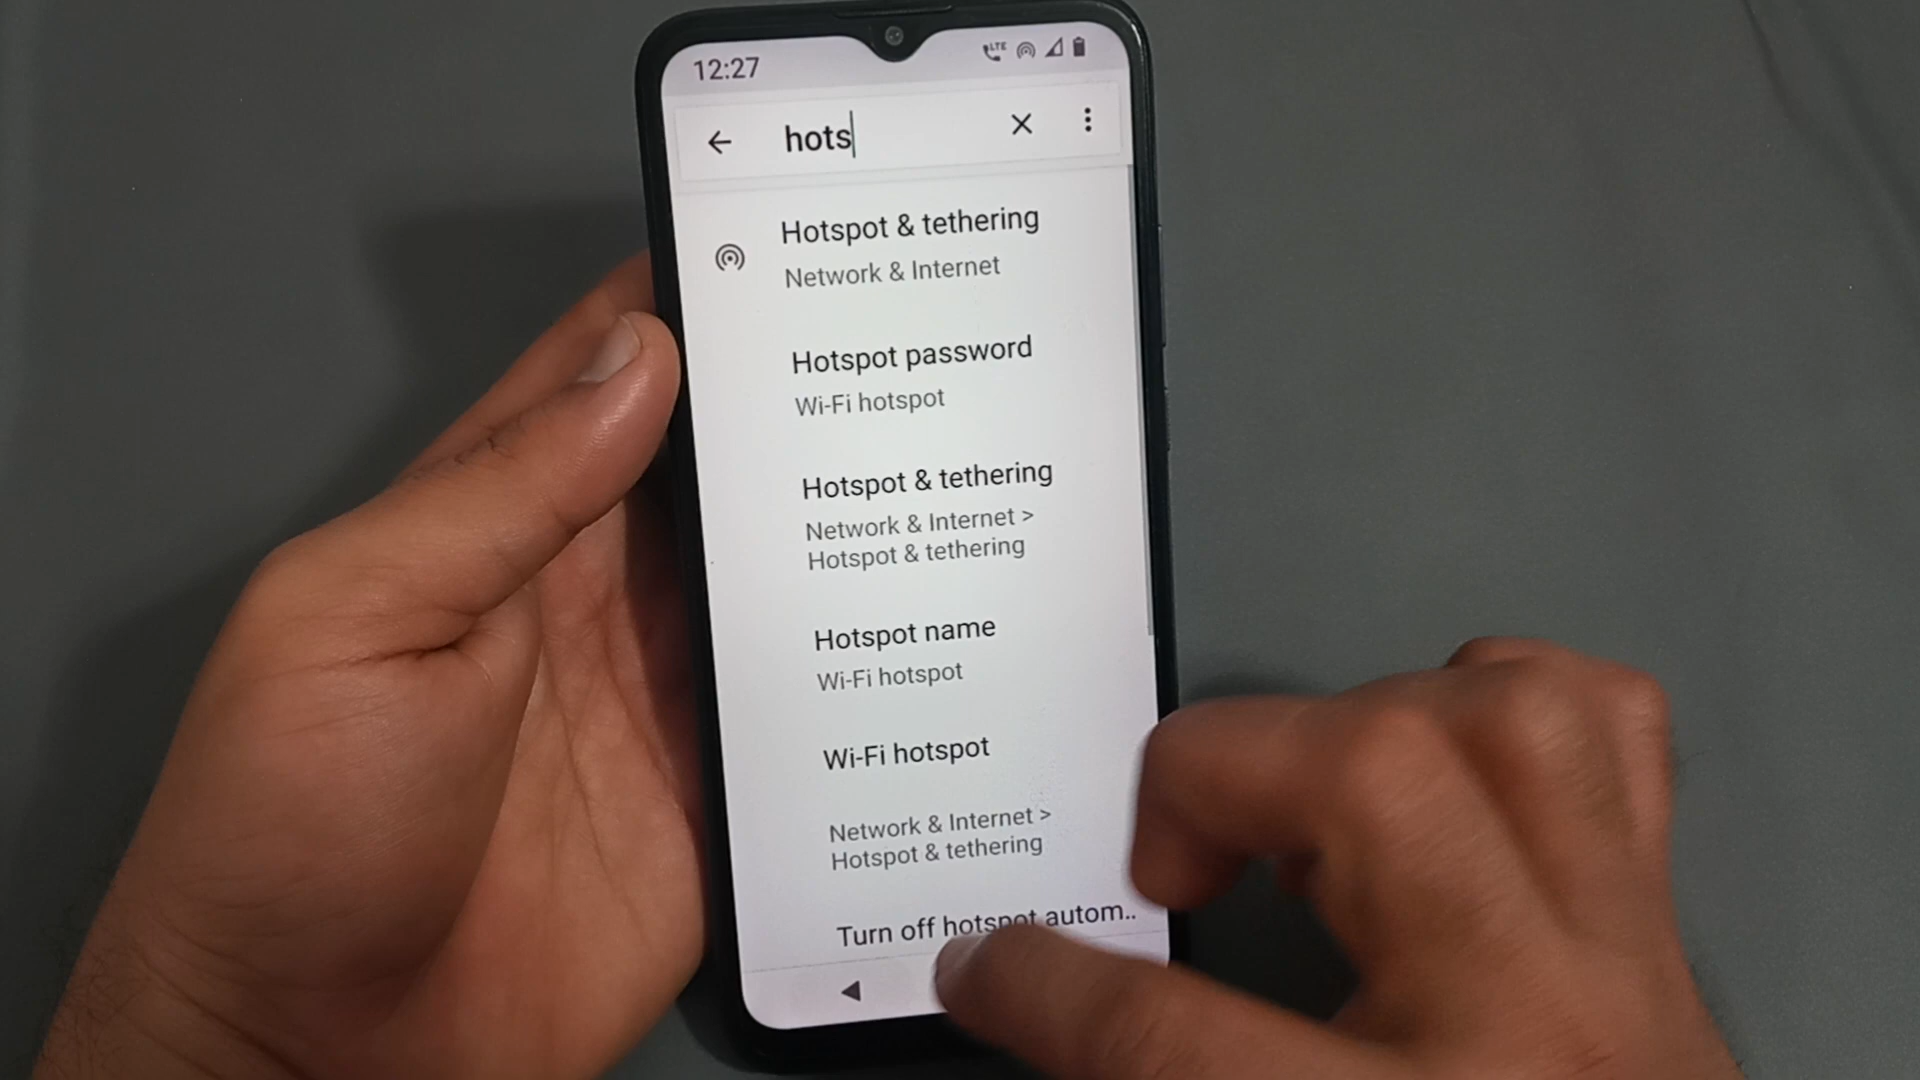 12:27
LTE
hots
Hotspot & tethering
Network & Internet
Hotspot password
Wi-Fi hotspot
Hotspot & tethering
Network & Internet >
Hotspot & tethering
Hotspot name
Wi-Fi hotspot
Wi-Fi hotspot
Network & Internet >
Hotspot & tethering
Turn off hotspot autom..